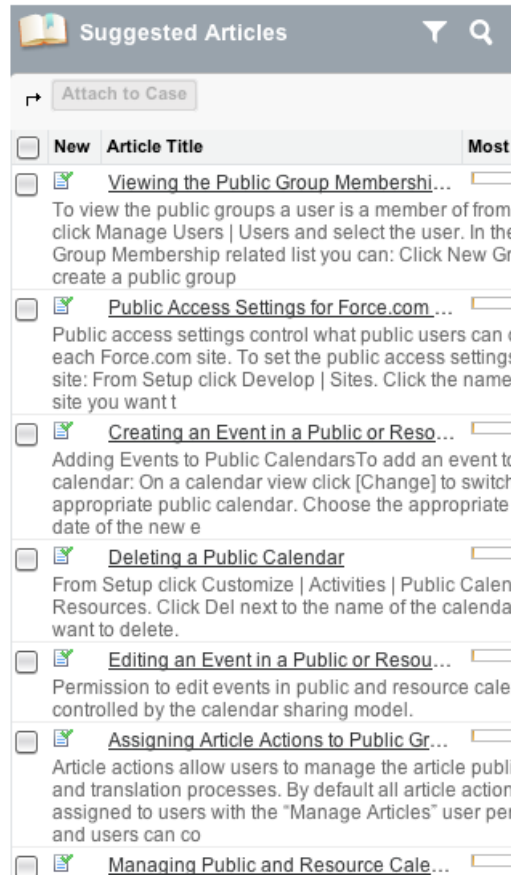 Suggested Articles
Attach to Case
New Article Title Most
Viewing the Public Group Membershi...
To view the public groups a user is a member of from
click Manage Users | Users and select the user. In the
Group Membership related list you can: Click New Gr
create a public group
Public Access Settings for Force.com ...
Public access settings control what public users can
each Force.com site. To set the public access settings
site: From Setup click Develop | Sites. Click the name
site you want t
Creating an Event in a Public or Reso...
Adding Events to Public CalendarsTo add an event to
calendar: On a calendar view click [Change] to switch
appropriate public calendar. Choose the appropriate
date of the new e
Deleting a Public Calendar
From Setup click Customize | Activities | Public Calen
Resources. Click Del next to the name of the calenda
want to delete.
Editing an Event in a Public or Resou...
Permission to edit events in public and resource cale
controlled by the calendar sharing model.
Assigning Article Actions to Public Gr...
Article actions allow users to manage the article publi
and translation processes. By default all article action
assigned to users with the “Manage Articles” user per
and users can co
Managing Public and Resource Cale...